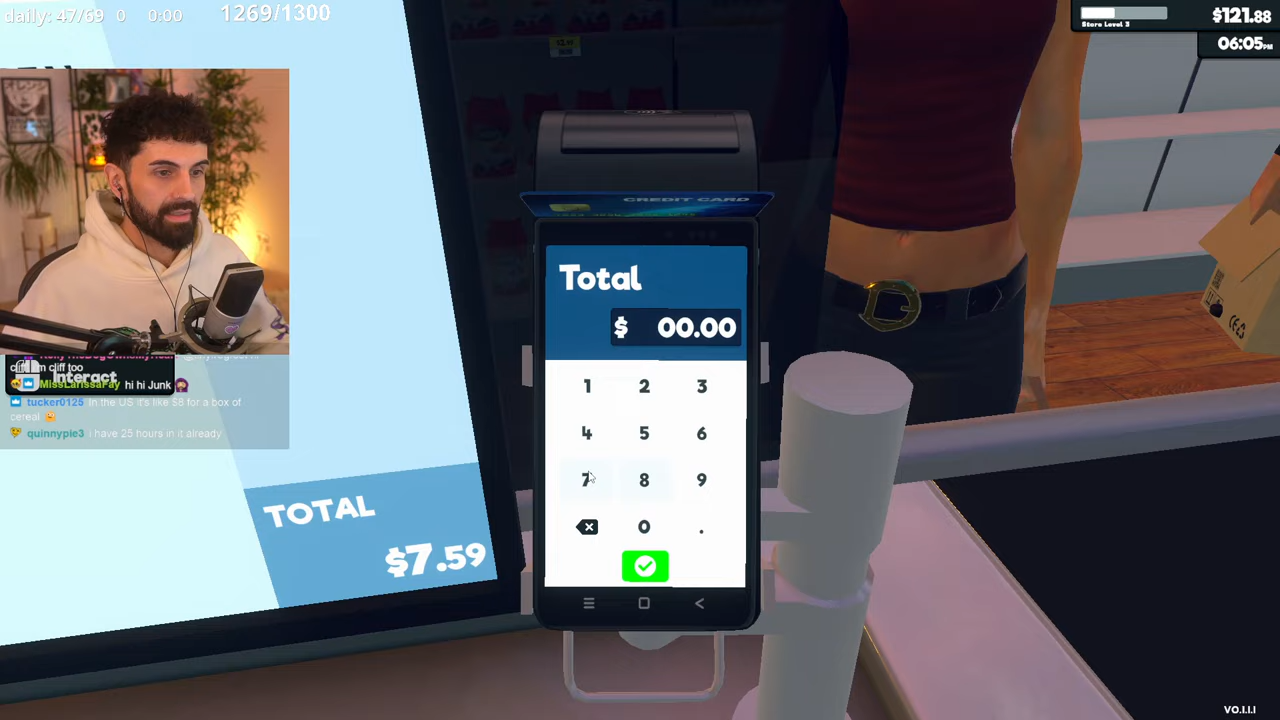 daily: 47/69 0 0:00 1269/1300
$121.88
Store Level 3
06:05PM
CREDIT CARD
Total
$ 00.00
1 2 3
4 5 6
7 8 9
0 .
Interact
MissLarissaFay hi hi Junk
tucker0125 In the US it's like $8 for a box of
cereal
quinnypie3 i have 25 hours in it already
TOTAL
$7.59
V0.1.1.1